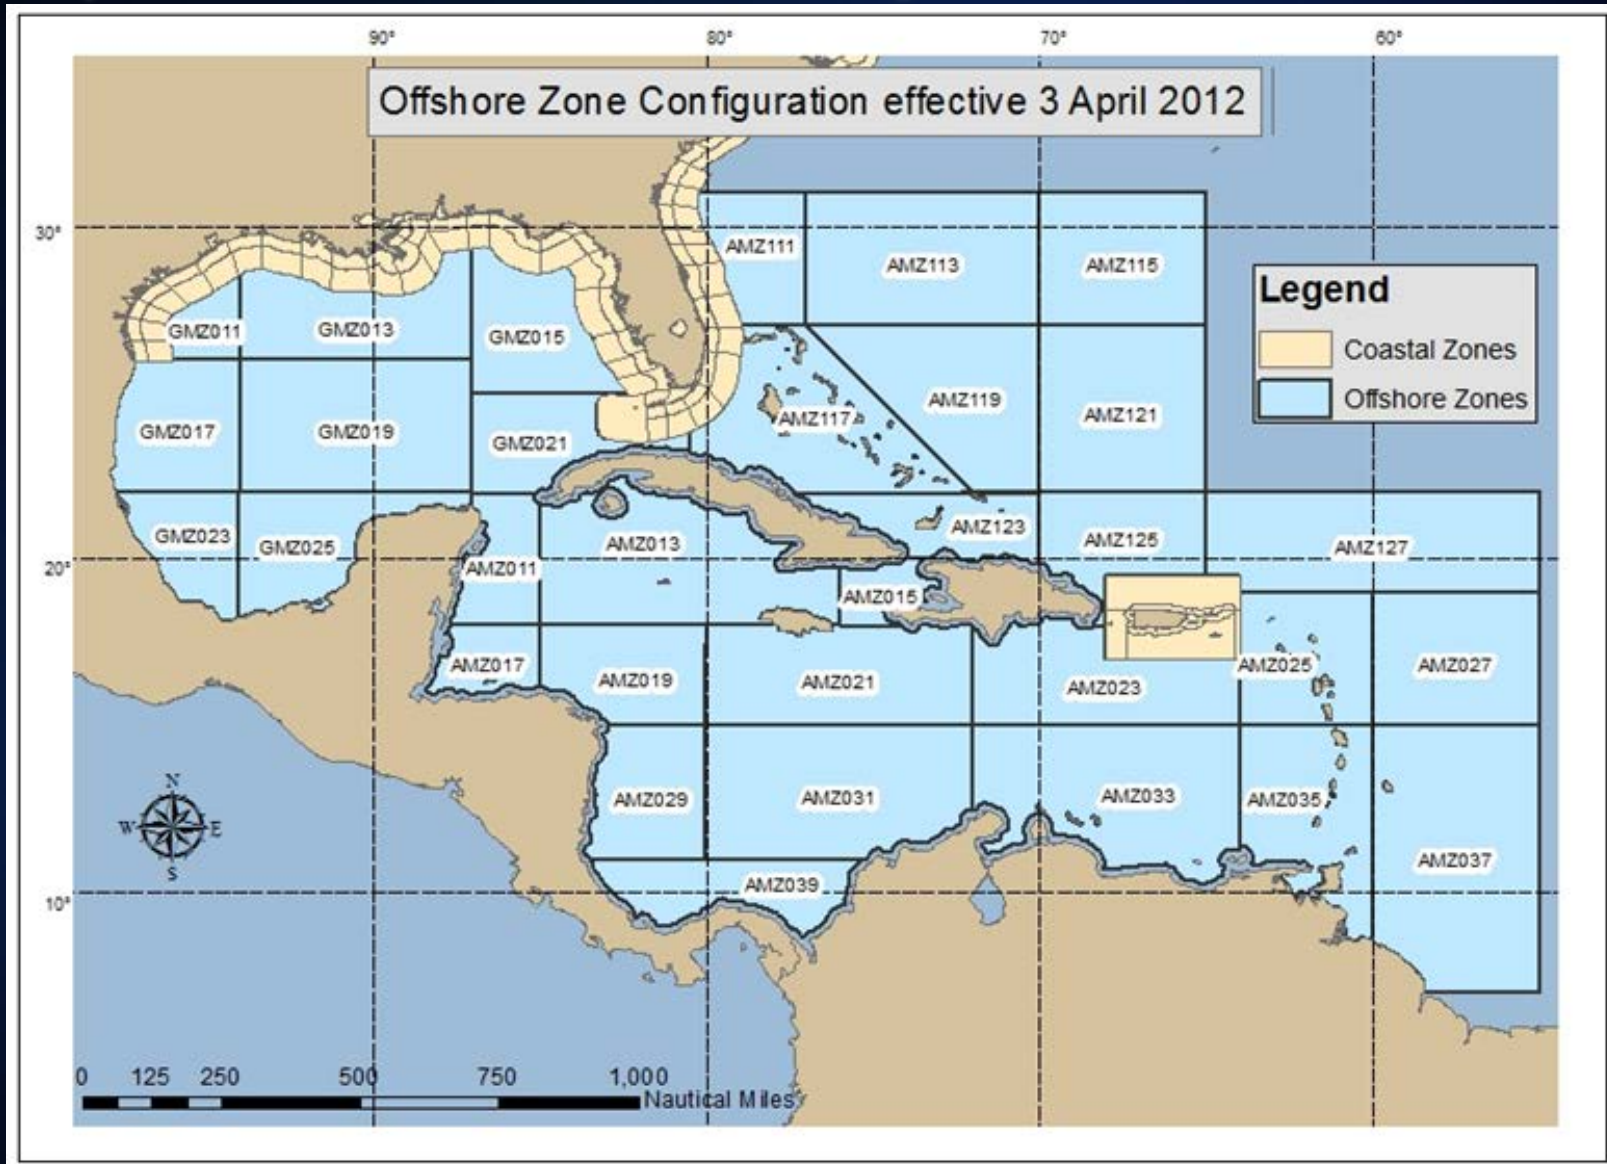 90°
80°
70°
60°
Offshore Zone Configuration effective 3 April 2012
30°
AMZ111
AMZ113
AMZ115
Legend
Coastal Zones
Offshore Zones
GMZ011
GMZ013
GMZ015
GMZ017
GMZ019
GMZ021
AMZ117
AMZ119
AMZ121
GMZ023
GMZ025
AMZ123
AMZ125
AMZ127
20°
AMZ011
AMZ013
AMZ015
AMZ017
AMZ019
AMZ021
AMZ023
AMZ025
AMZ027
AMZ029
AMZ031
AMZ033
AMZ035
AMZ037
AMZ039
N
W
E
S
10°
0 125 250 500 750 1,000
Nautical Miles